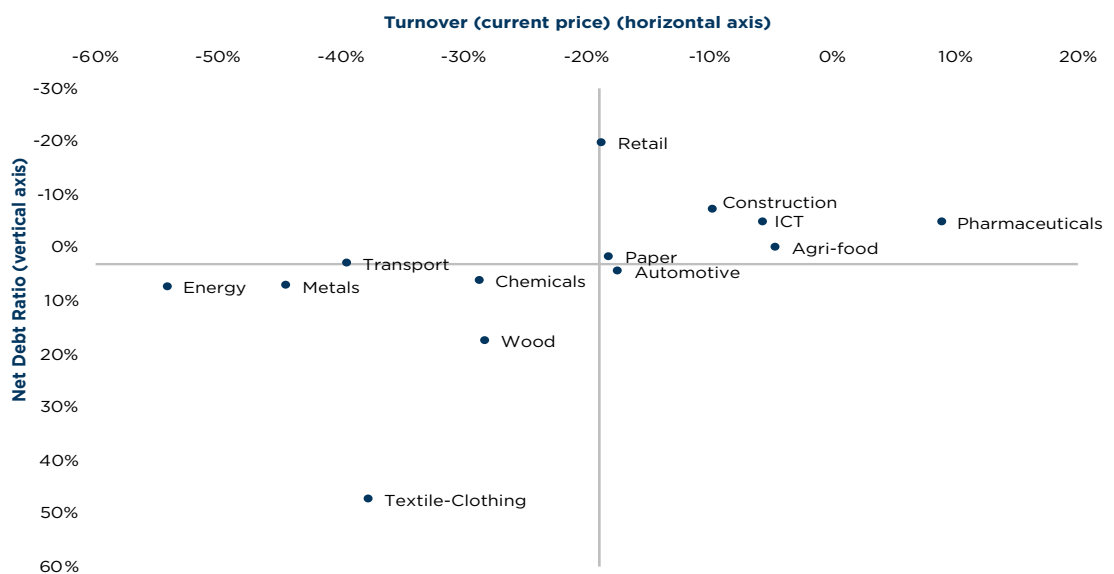 Turnover (current price) (horizontal axis)
-60% -50% -40% -30% -20% -10% 0% 10% 20%
Net Debt Ratio (vertical axis)
-30%
-20%
Retail
-10%
Construction
ICT
Pharmaceuticals
0%
Agri-food
Paper
Transport
Automotive
Chemicals
Energy
Metals
10%
Wood
20%
30%
40%
Textile-Clothing
50%
60%